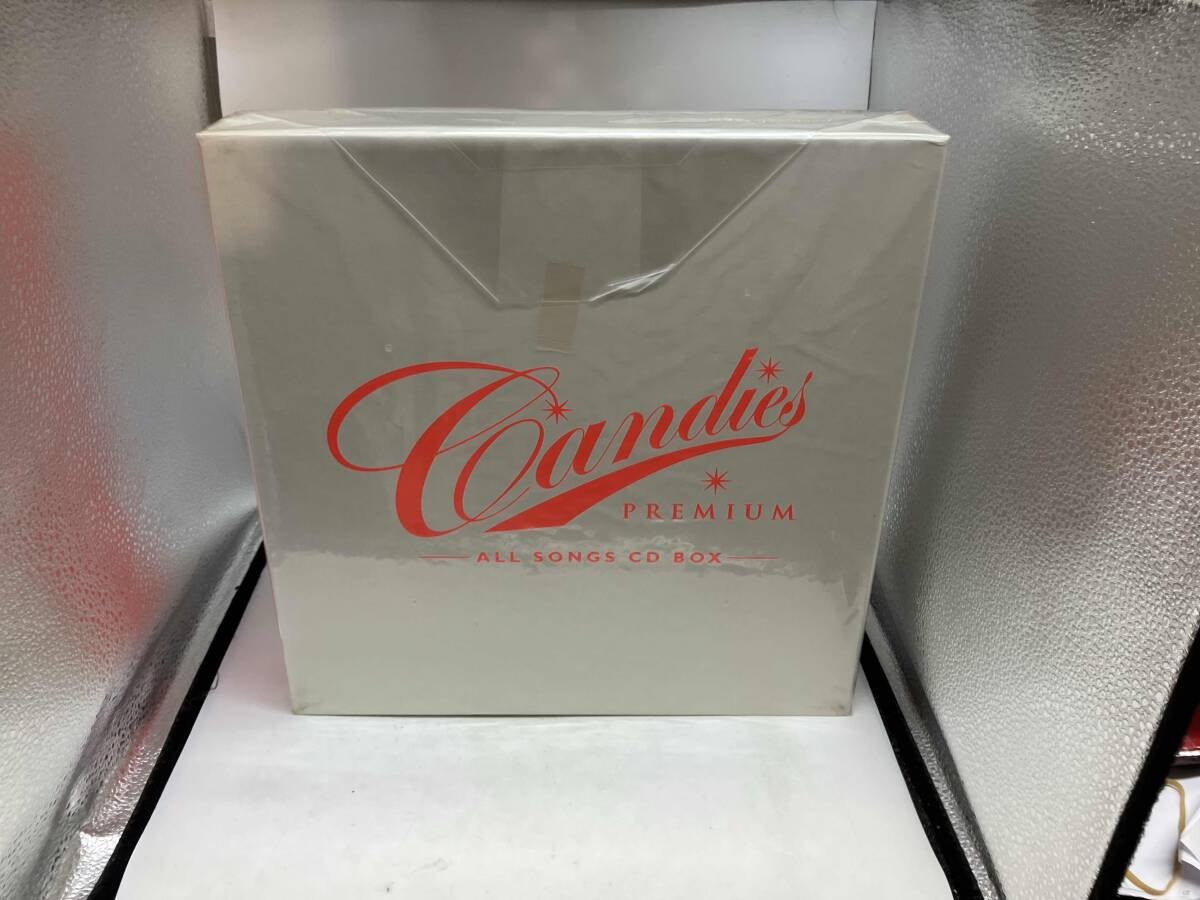 Candies
PREMIUM
ALL SONGS CD BOX